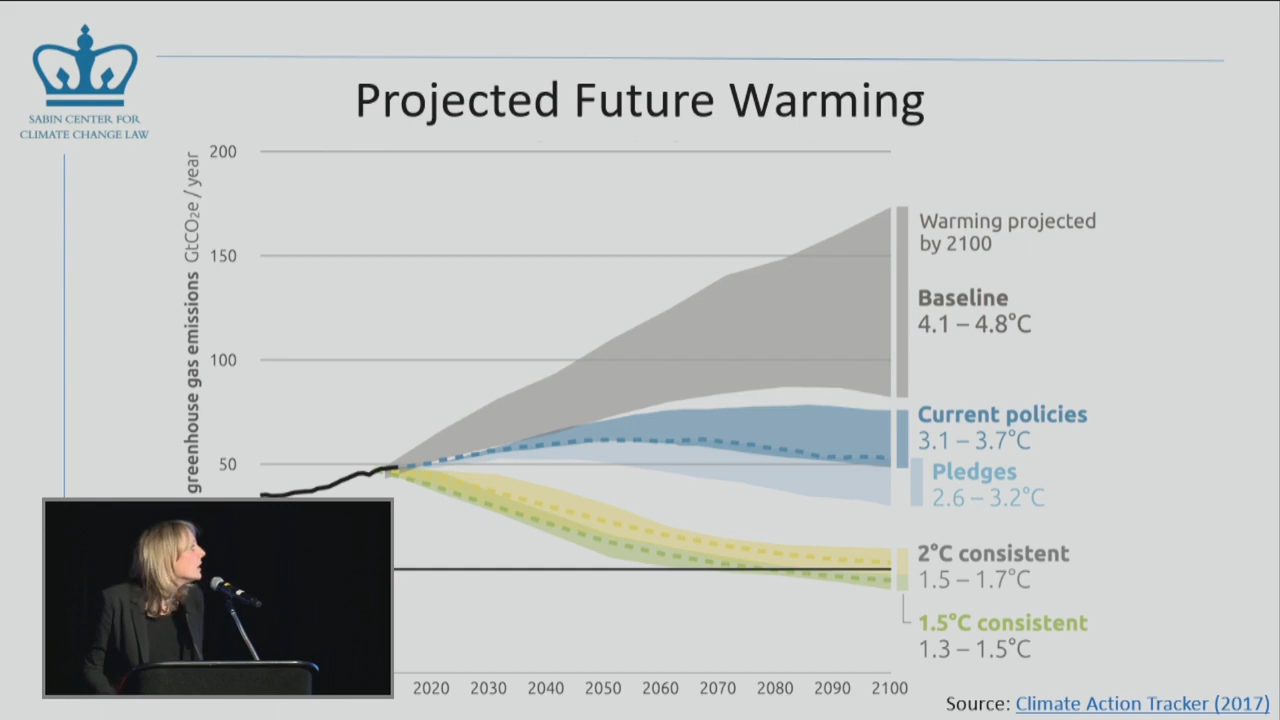 SABIN CENTER FOR
CLIMATE CHANGE LAW
Projected Future Warming
greenhouse gas emissions GtCO₂e / year
200
150
100
50
Warming projected
by 2100
Baseline
4.1 – 4.8°C
Current policies
3.1 – 3.7°C
Pledges
2.6 – 3.2°C
2°C consistent
1.5 – 1.7°C
1.5°C consistent
1.3 – 1.5°C
2020 2030 2040 2050 2060 2070 2080 2090 2100
Source: Climate Action Tracker (2017)